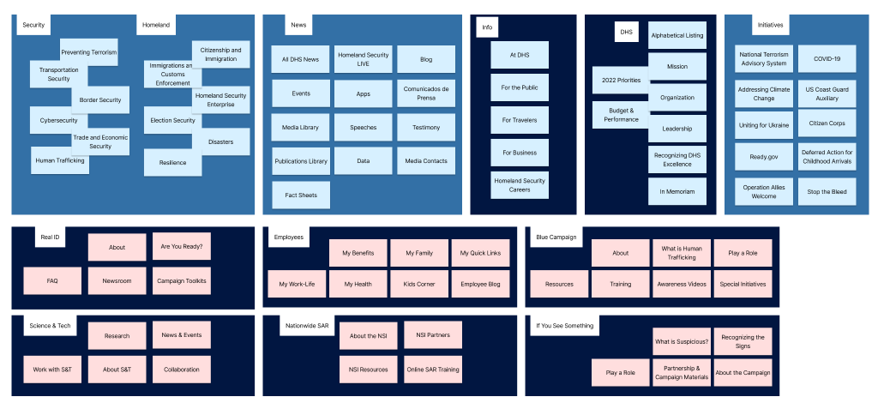 Security
Homeland
Preventing Terrorism
Transportation
Security
Border Security
Cybersecurity
Trade and Economic
Security
Human Trafficking
Citizenship and
Immigration
Immigrations and
Customs
Enforcement
Homeland Security
Enterprise
Election Security
Disasters
Resilience
News
All DHS News
Homeland Security
LIVE
Blog
Events
Apps
Comunicados de
Prensa
Media Library
Speeches
Testimony
Publications Library
Data
Media Contacts
Fact Sheets
Info
At DHS
For the Public
For Travelers
For Business
Homeland Security
Careers
DHS
Alphabetical Listing
Mission
2022 Priorities
Organization
Budget &
Performance
Leadership
Recognizing DHS
Excellence
In Memoriam
Initiatives
National Terrorism
Advisory System
COVID-19
Addressing Climate
Change
US Coast Guard
Auxiliary
Uniting for Ukraine
Citizen Corps
Ready.gov
Deferred Action for
Childhood Arrivals
Operation Allies
Welcome
Stop the Bleed
Real ID
About
Are You Ready?
FAQ
Newsroom
Campaign Toolkits
Employees
My Benefits
My Family
My Quick Links
My Work-Life
My Health
Kids Corner
Employee Blog
Blue Campaign
About
What is Human
Trafficking
Play a Role
Resources
Training
Awareness Videos
Special Initiatives
Science & Tech
Research
News & Events
Work with S&T
About S&T
Collaboration
Nationwide SAR
About the NSI
NSI Partners
NSI Resources
Online SAR Training
If You See Something
What is Suspicious?
Recognizing the
Signs
Play a Role
Partnership &
Campaign Materials
About the Campaign